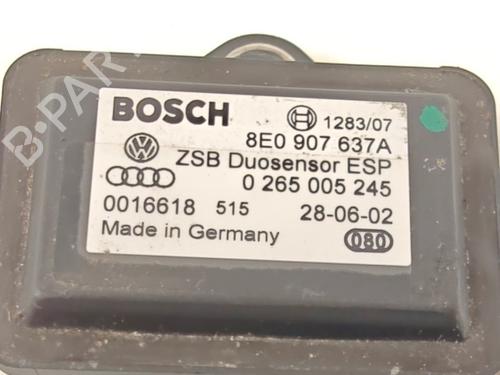 BOSCH 1283/07
8E0 907 637A
ZSB Duosensor ESP
0 265 005 245
0016618 515 28-06-02
Made in Germany 080
B-PARTS